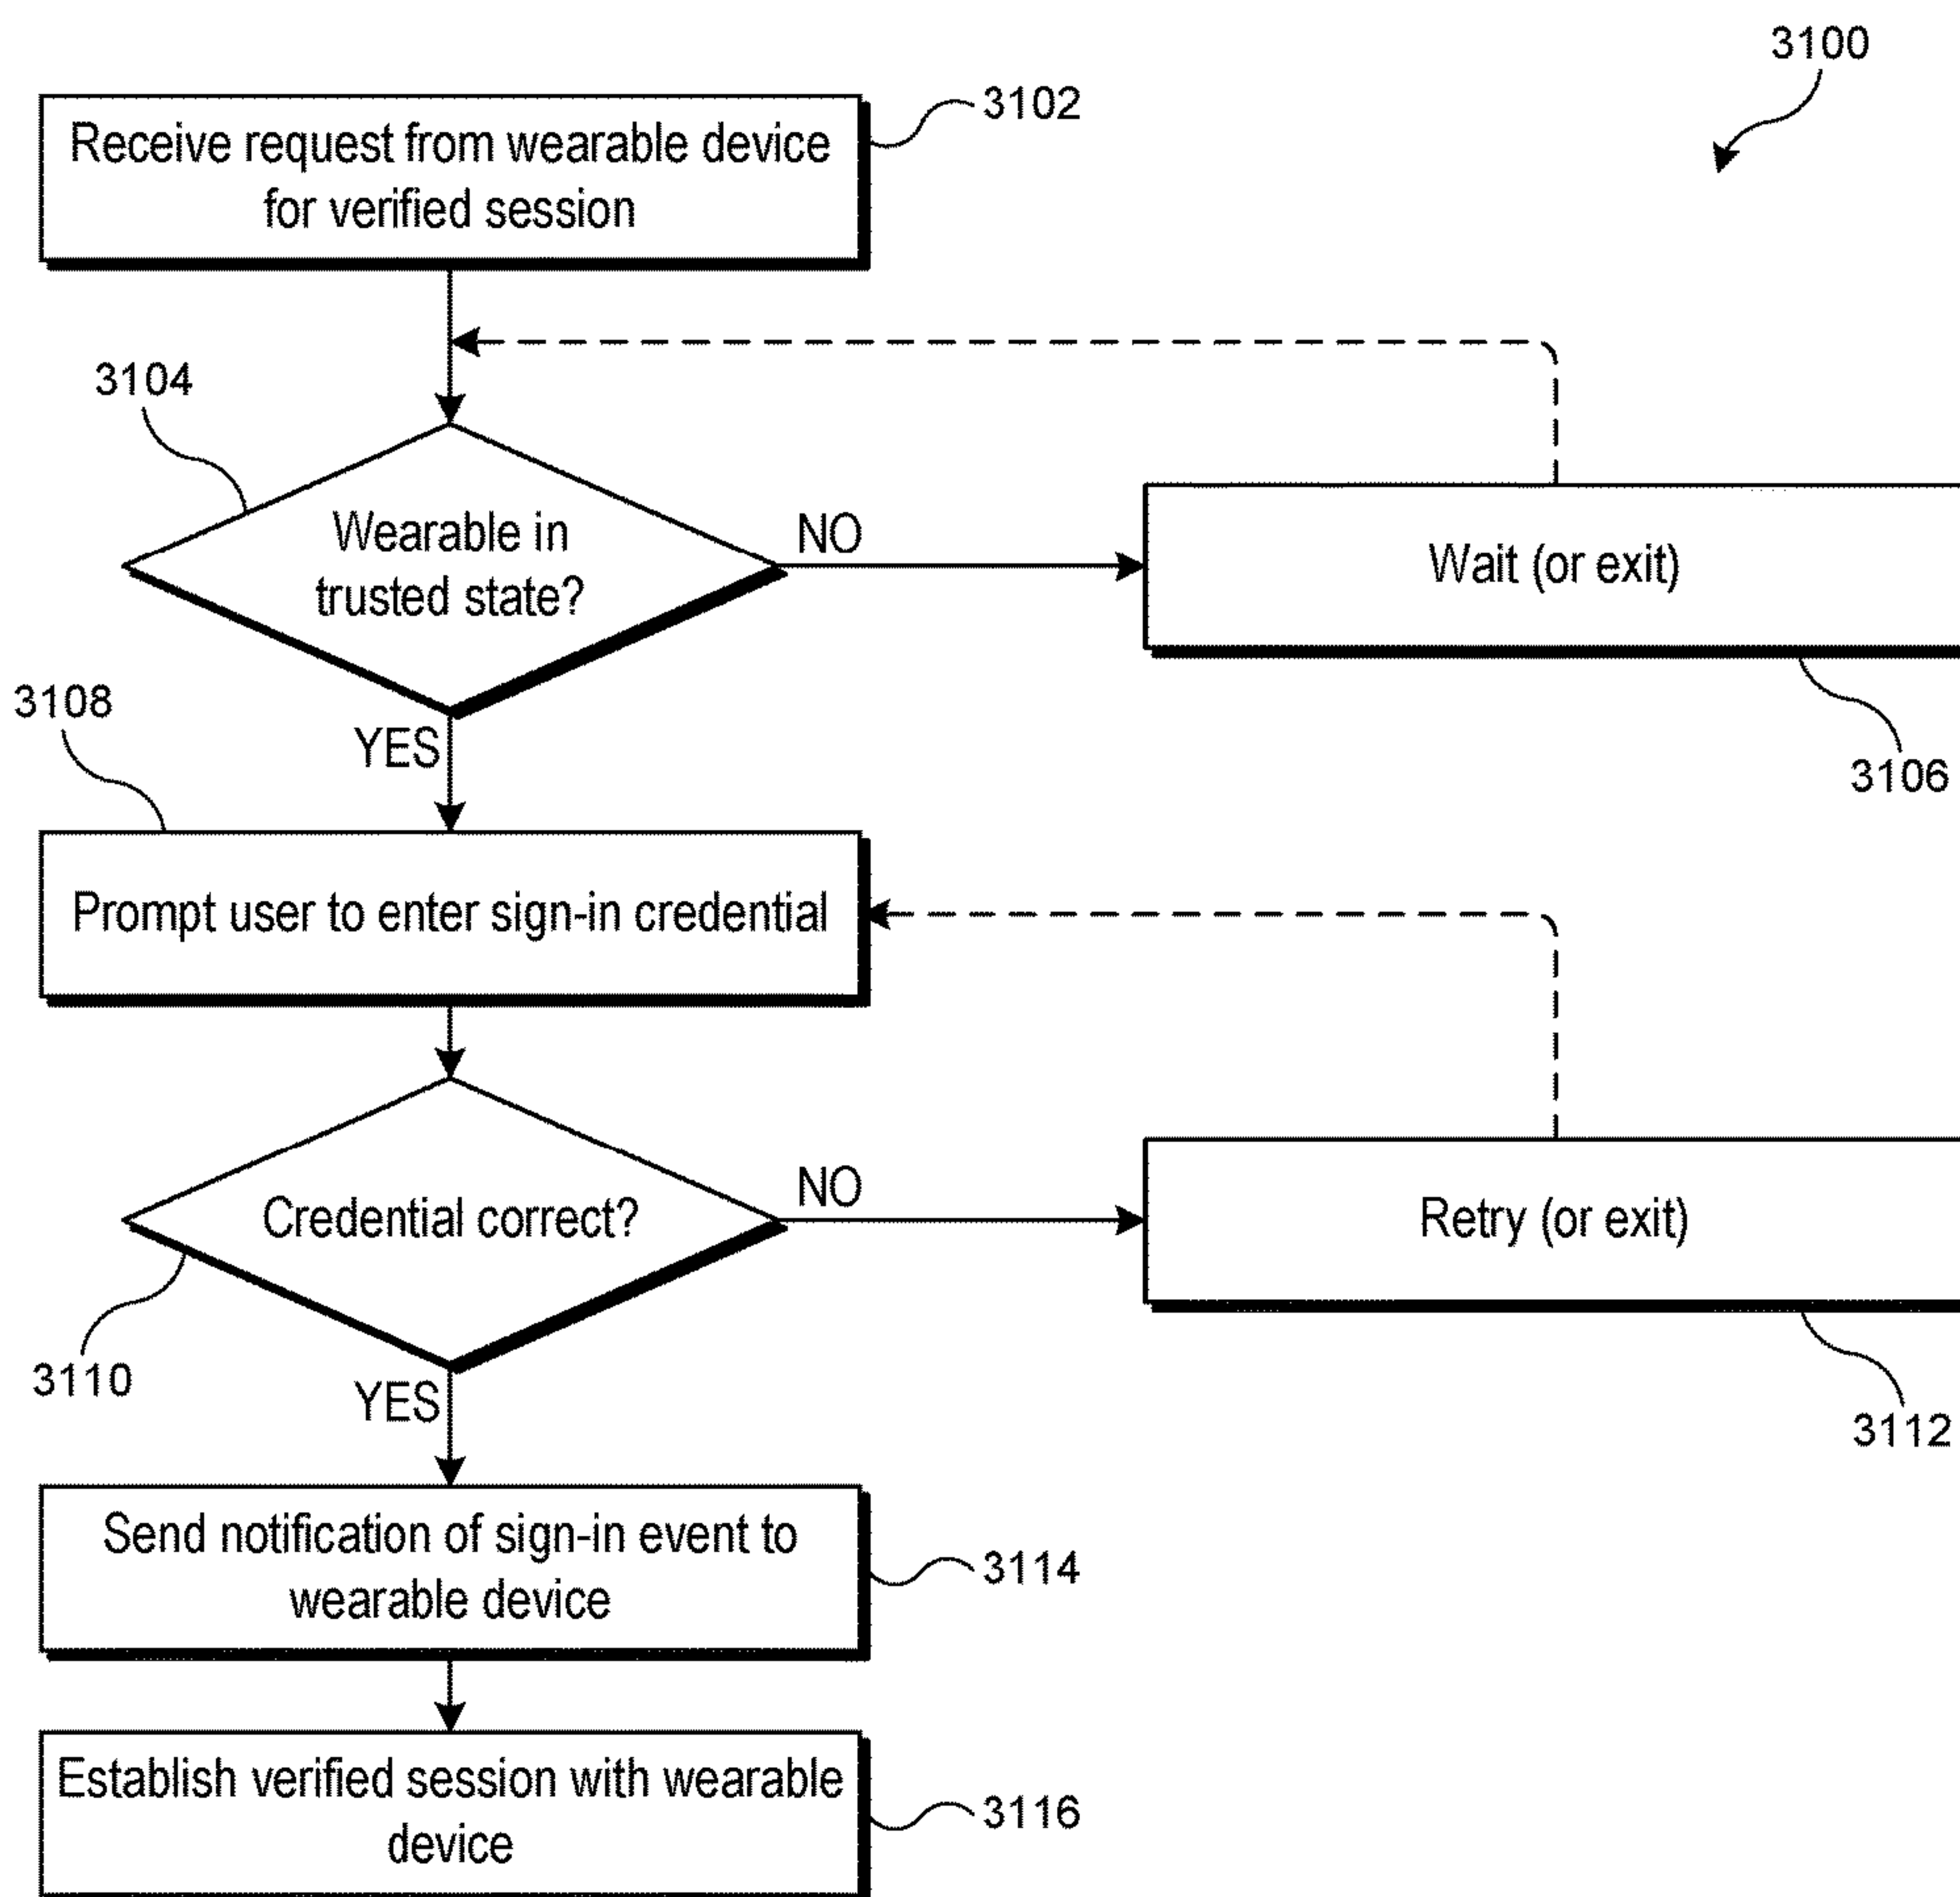 3100
Receive request from wearable device
for verified session
3102
3104
Wearable in
trusted state?
NO
Wait (or exit)
3106
YES
3108
Prompt user to enter sign-in credential
Credential correct?
NO
Retry (or exit)
3110
3112
YES
Send notification of sign-in event to
wearable device
3114
Establish verified session with wearable
device
3116